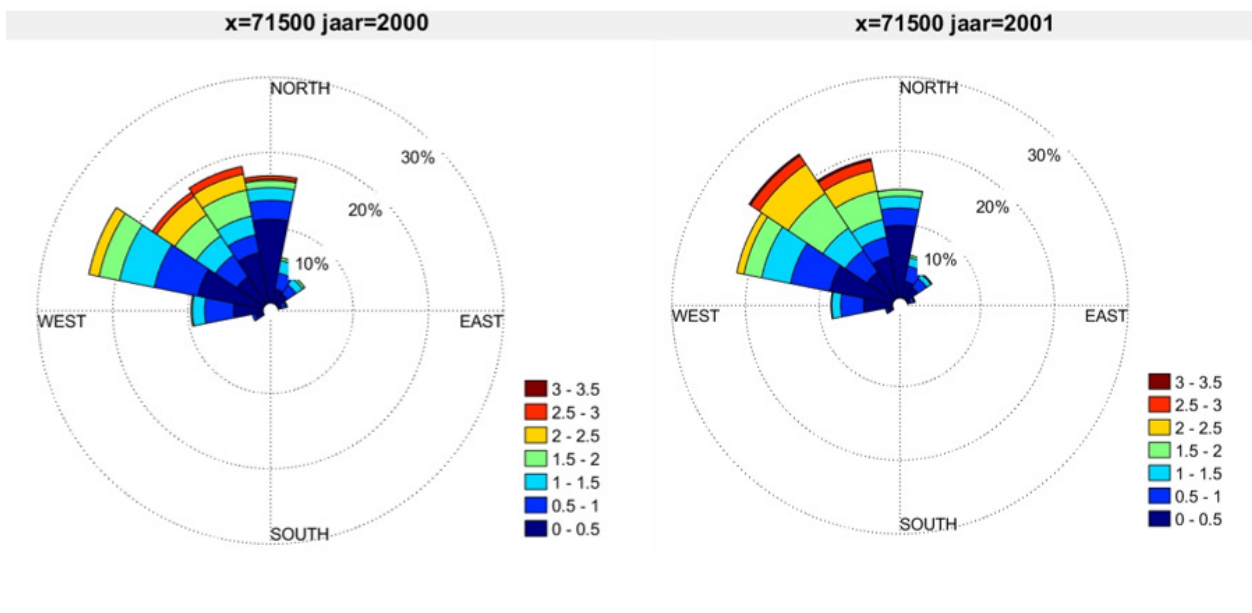 x=71500 jaar=2000
NORTH
30%
20%
10%
WEST
EAST
SOUTH
3 - 3.5
2.5 - 3
2 - 2.5
1.5 - 2
1 - 1.5
0.5 - 1
0 - 0.5
x=71500 jaar=2001
NORTH
30%
20%
10%
WEST
EAST
SOUTH
3 - 3.5
2.5 - 3
2 - 2.5
1.5 - 2
1 - 1.5
0.5 - 1
0 - 0.5